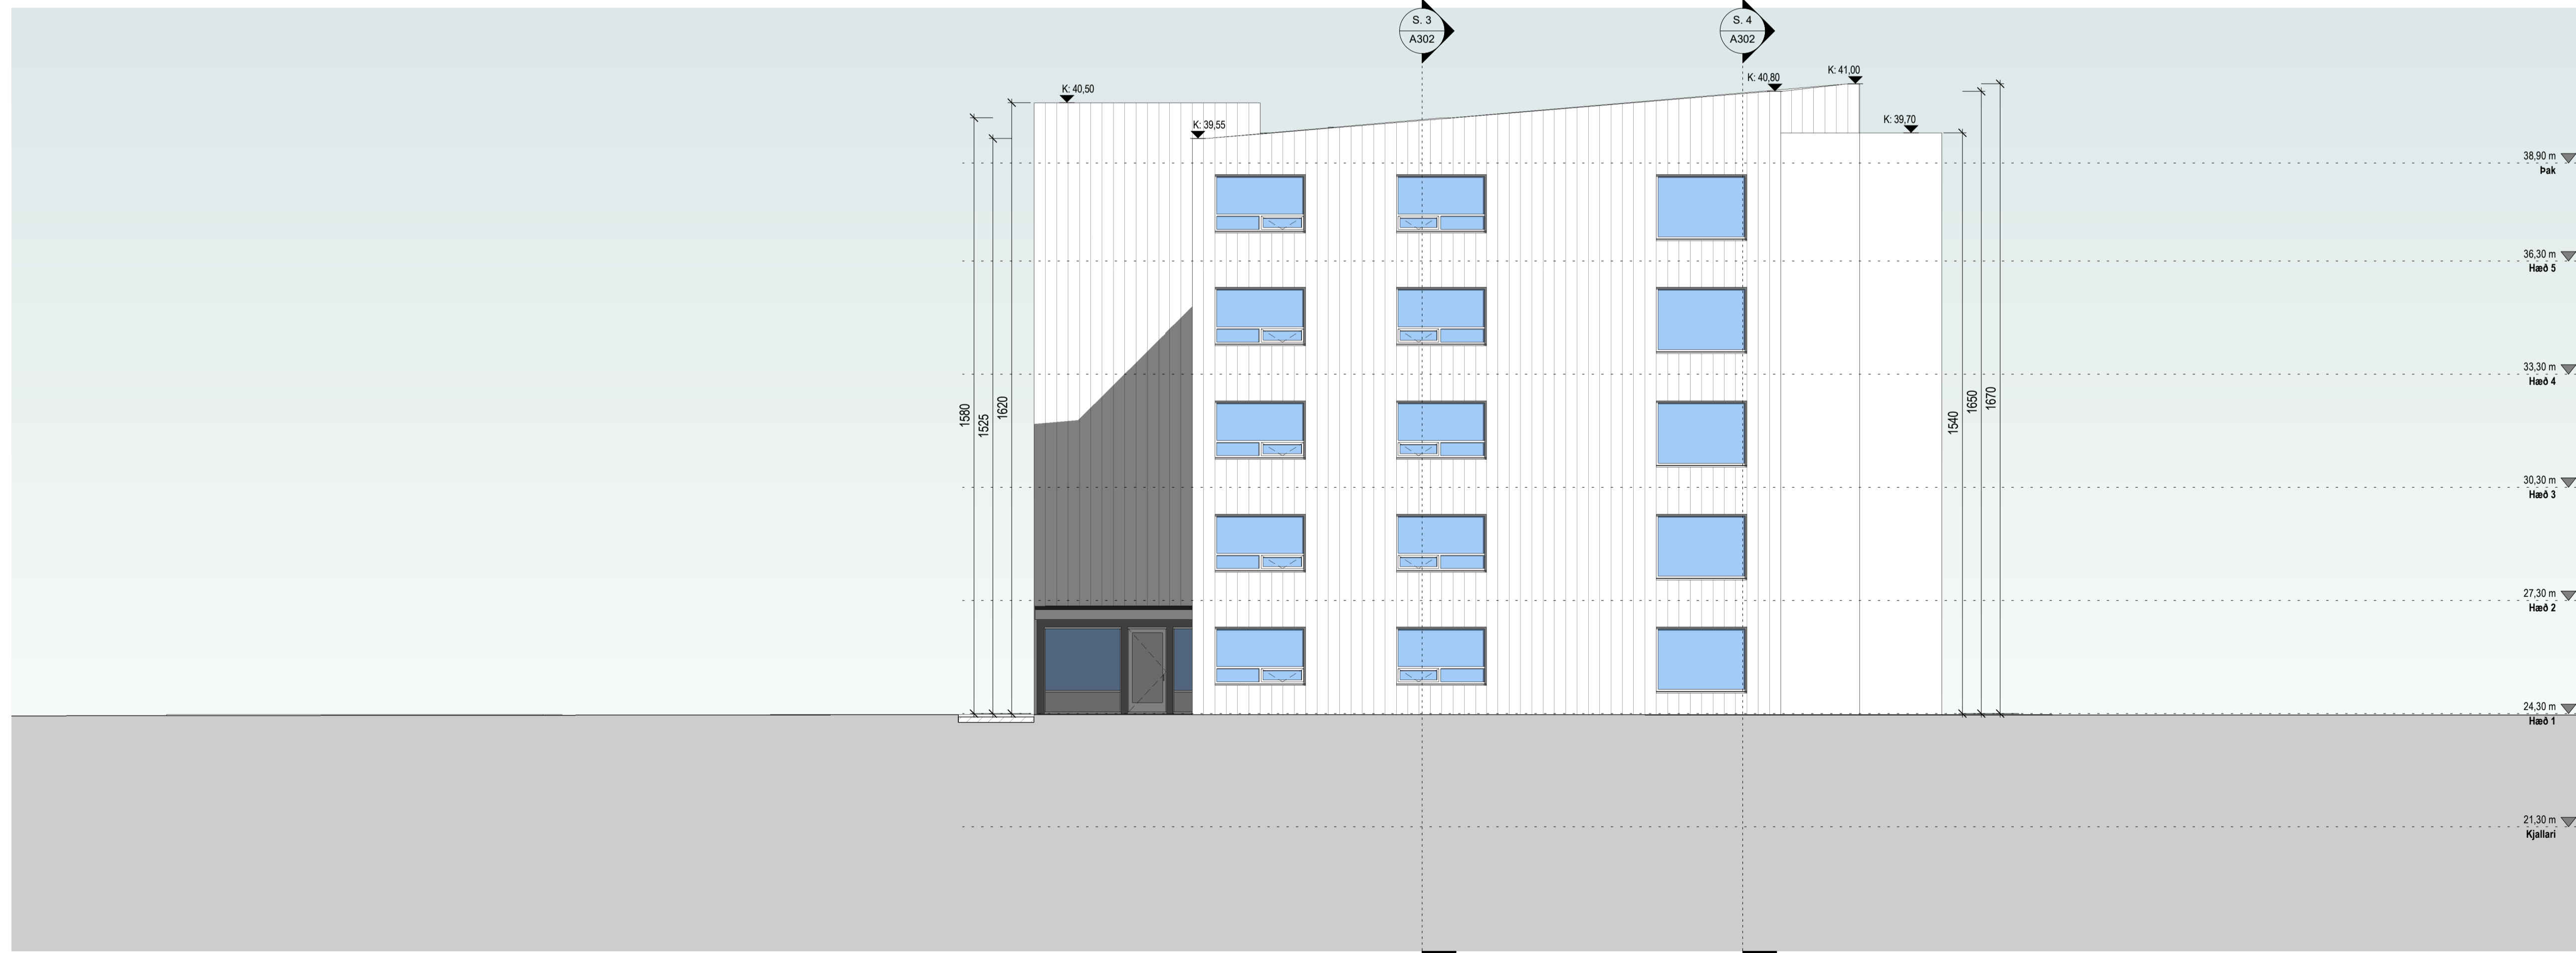 S. 3
A302
S. 4
A302
K: 40,50
K: 39,55
K: 40,80
K: 41,00
K: 39,70
38,90 m
Þak
36,30 m
Hæð 5
33,30 m
Hæð 4
30,30 m
Hæð 3
27,30 m
Hæð 2
24,30 m
Hæð 1
21,30 m
Kjallari
1580
1525
1620
1540
1650
1670